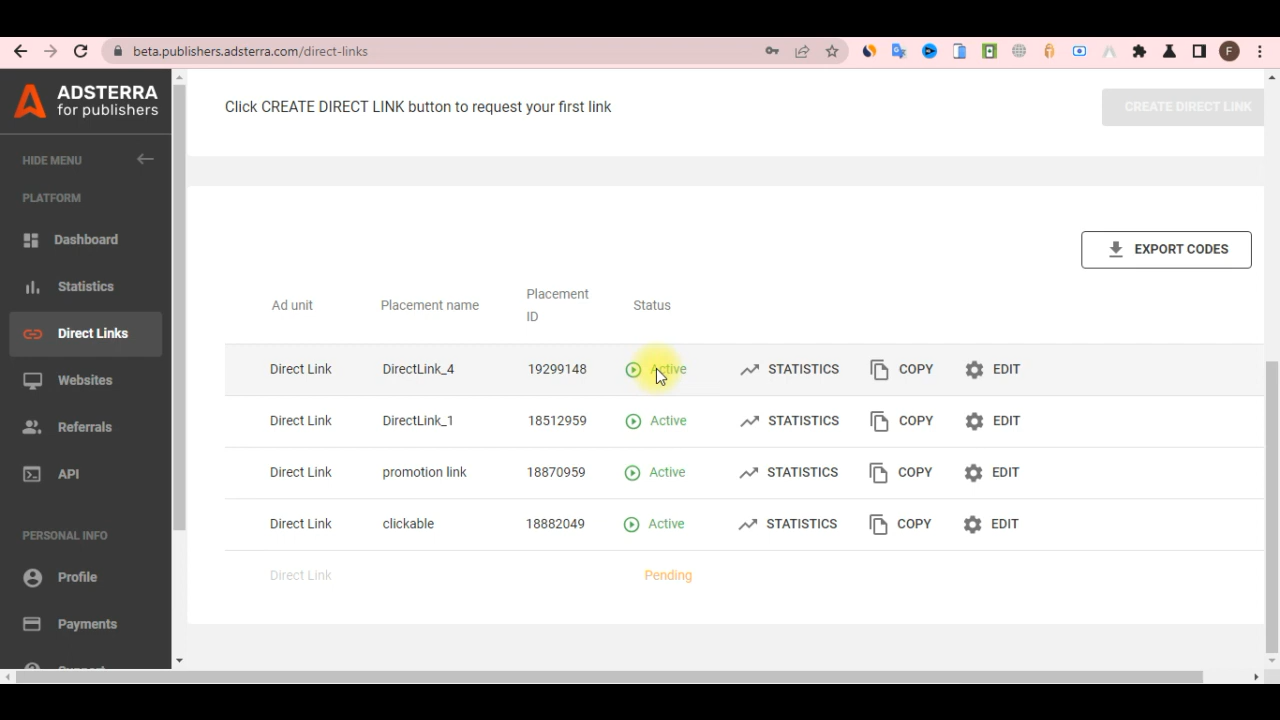 beta.publishers.adsterra.com/direct-links
F
ADSTERRA
for publishers
HIDE MENU
PLATFORM
Dashboard
Statistics
Direct Links
Websites
Referrals
API
PERSONAL INFO
Profile
Payments
Support
Click CREATE DIRECT LINK button to request your first link
CREATE DIRECT LINK
EXPORT CODES
Ad unit Placement name Placement ID Status
Direct Link DirectLink_4 19299148 Active STATISTICS COPY EDIT
Direct Link DirectLink_1 18512959 Active STATISTICS COPY EDIT
Direct Link promotion link 18870959 Active STATISTICS COPY EDIT
Direct Link clickable 18882049 Active STATISTICS COPY EDIT
Direct Link Pending